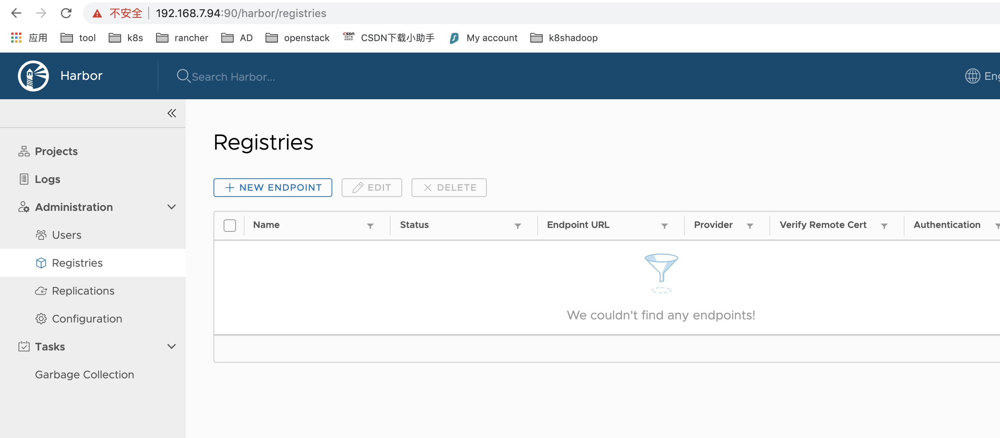 不安全 192.168.7.94:90/harbor/registries
应用 tool k8s rancher AD openstack CSDN CSDN下载小助手 My account k8shadoop
Harbor Search Harbor... Eng
Registries
Projects
Logs
Administration
Users
Registries
Replications
Configuration
Tasks
Garbage Collection
NEW ENDPOINT EDIT DELETE
Name Status Endpoint URL Provider Verify Remote Cert Authentication
We couldn't find any endpoints!